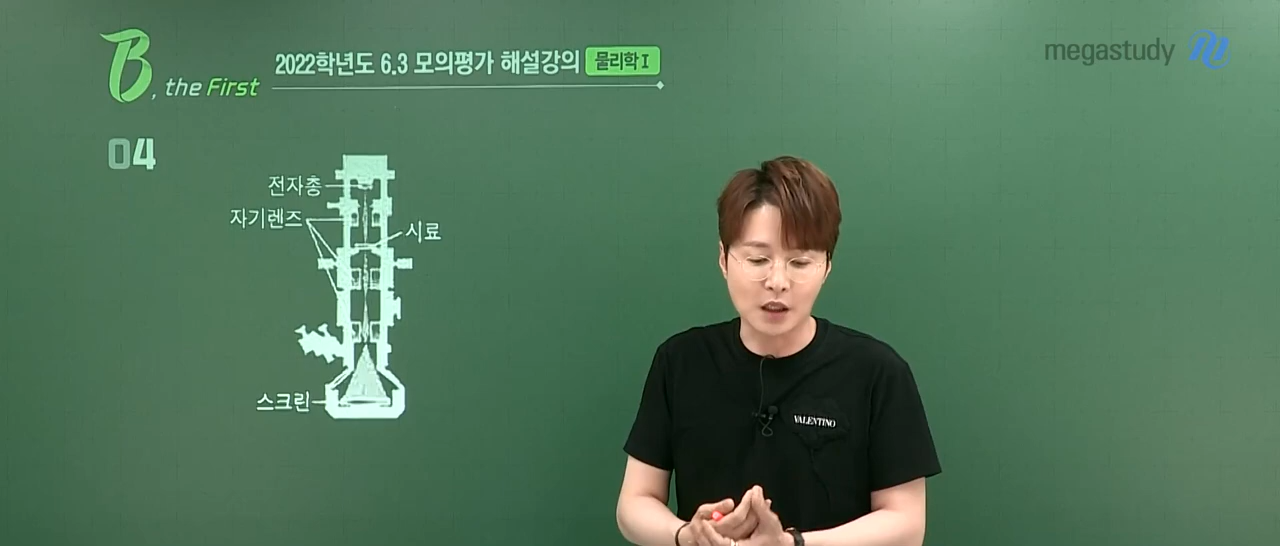 B, the First
2022학년도 6.3 모의평가 해설강의 물리학 I
megastudy
04
전자총
자기렌즈
시료
스크린
VALENTINO